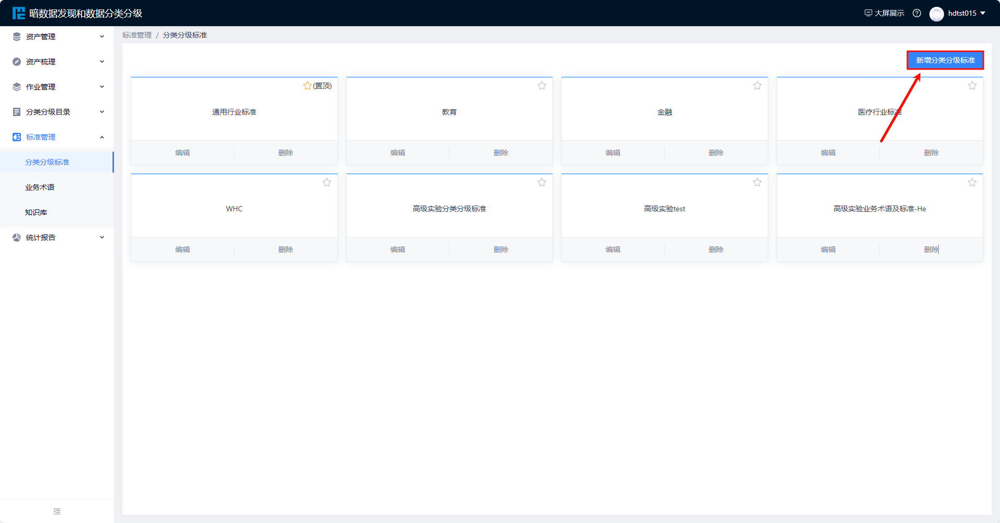 暗数据发现和数据分类分级
大屏展示
hdtst015
资产管理
资产梳理
作业管理
分类分级目录
标准管理
分类分级标准
业务术语
知识库
统计报告
标准管理 / 分类分级标准
新增分类分级标准
(置顶)
通用行业标准
教育
金融
医疗行业标准
编辑 删除 编辑 删除 编辑 删除 编辑 删除
WHC
高级实验分类分级标准
高级实验test
高级实验业务术语及标准-He
编辑 删除 编辑 删除 编辑 删除 编辑 删除